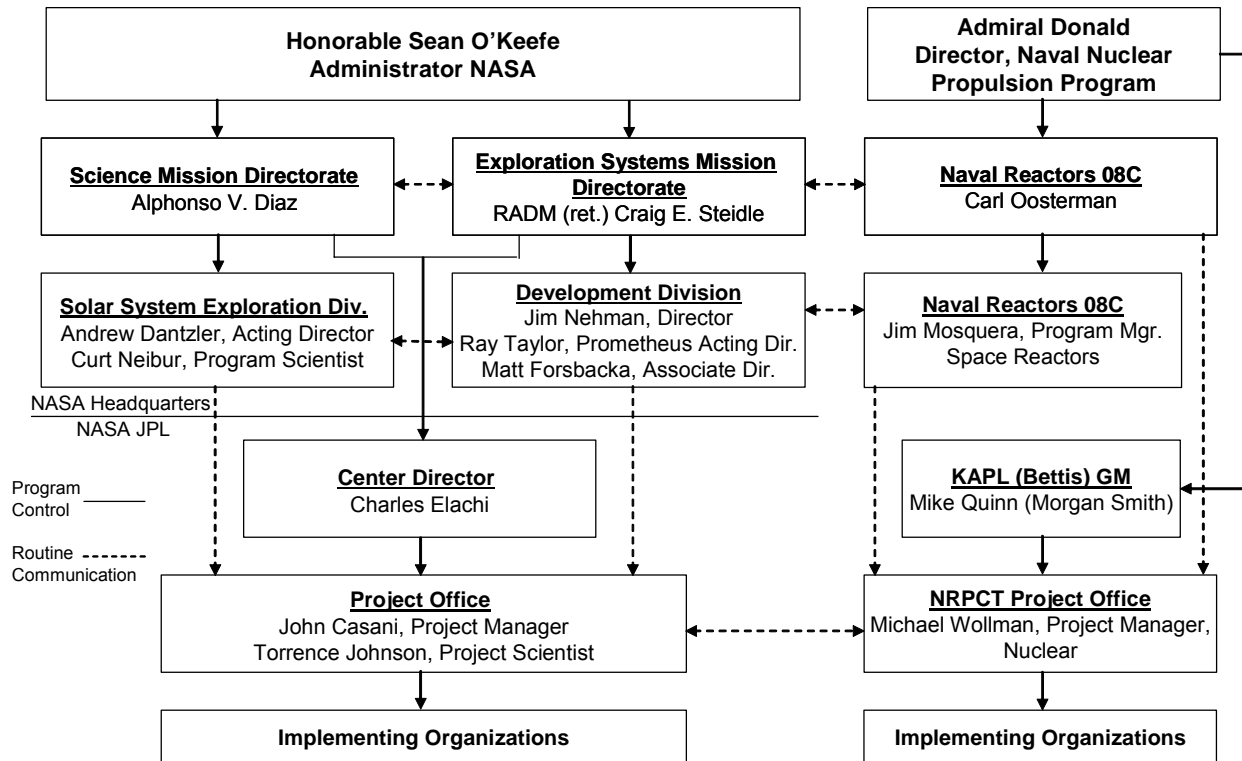 Honorable Sean O’Keefe
Administrator NASA
Admiral Donald
Director, Naval Nuclear
Propulsion Program
Science Mission Directorate
Alphonso V. Diaz
Exploration Systems Mission
Directorate
RADM (ret.) Craig E. Steidle
Naval Reactors 08C
Carl Oosterman
Solar System Exploration Div.
Andrew Dantzler, Acting Director
Curt Neibur, Program Scientist
Development Division
Jim Nehman, Director
Ray Taylor, Prometheus Acting Dir.
Matt Forsbacka, Associate Dir.
Naval Reactors 08C
Jim Mosquera, Program Mgr.
Space Reactors
NASA Headquarters
NASA JPL
Center Director
Charles Elachi
KAPL (Bettis) GM
Mike Quinn (Morgan Smith)
Program
Control
Routine
Communication
Project Office
John Casani, Project Manager
Torrence Johnson, Project Scientist
NRPCT Project Office
Michael Wollman, Project Manager,
Nuclear
Implementing Organizations
Implementing Organizations